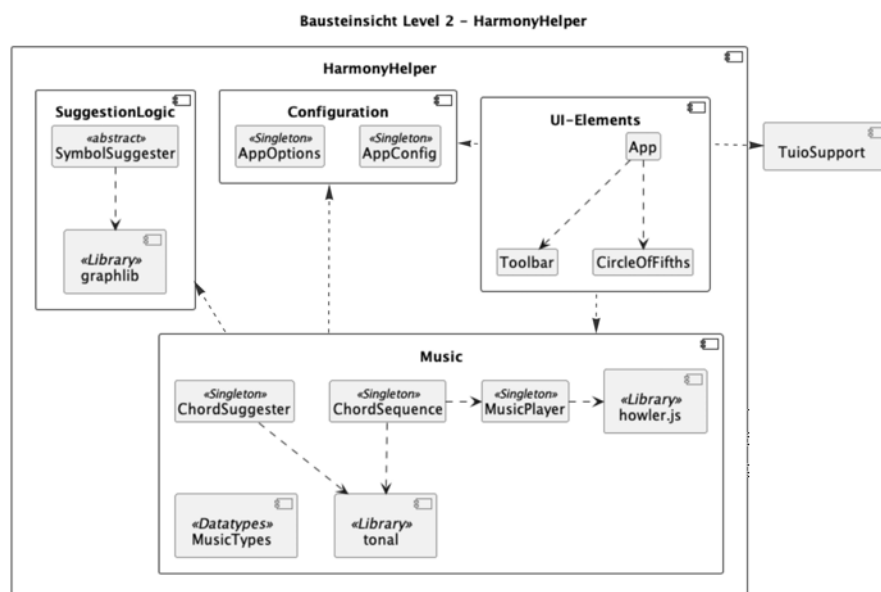 Bausteinsicht Level 2 - HarmonyHelper
HarmonyHelper
SuggestionLogic
«abstract»
SymbolSuggester
«Library»
graphlib
Configuration
«Singleton»
AppOptions
«Singleton»
AppConfig
UI-Elements
App
Toolbar
CircleOfFifths
TuioSupport
Music
«Singleton»
ChordSuggester
«Singleton»
ChordSequence
«Singleton»
MusicPlayer
«Library»
howler.js
«Datatypes»
MusicTypes
«Library»
tonal